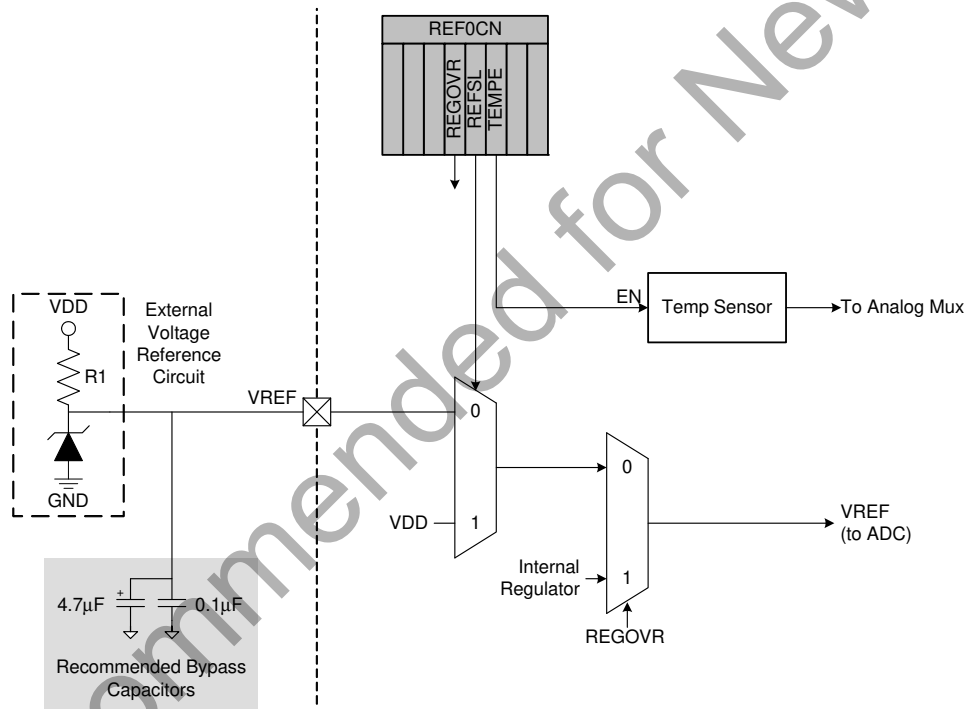 REF0CN
REGOVR
REFSL
TEMPE
EN
Temp Sensor
To Analog Mux
VDD
R1
GND
External
Voltage
Reference
Circuit
VREF
0
VDD
1
0
Internal
Regulator
1
REGOVR
VREF
(to ADC)
4.7µF
+
0.1µF
Recommended Bypass
Capacitors
ommended for New